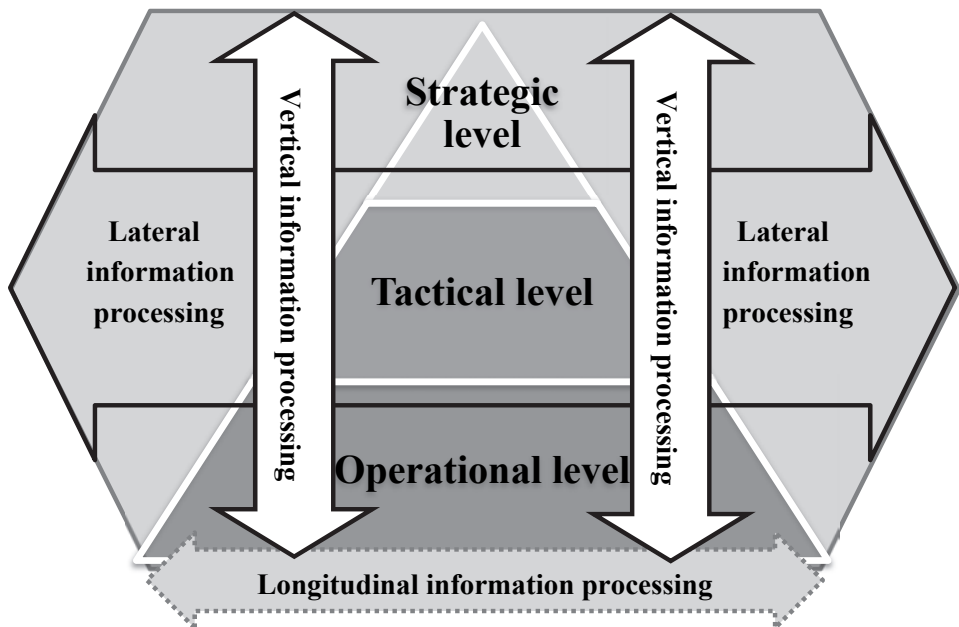 Strategic
level
Vertical information processing
Vertical information processing
Lateral
information
processing
Lateral
information
processing
Tactical level
Operational level
Longitudinal information processing